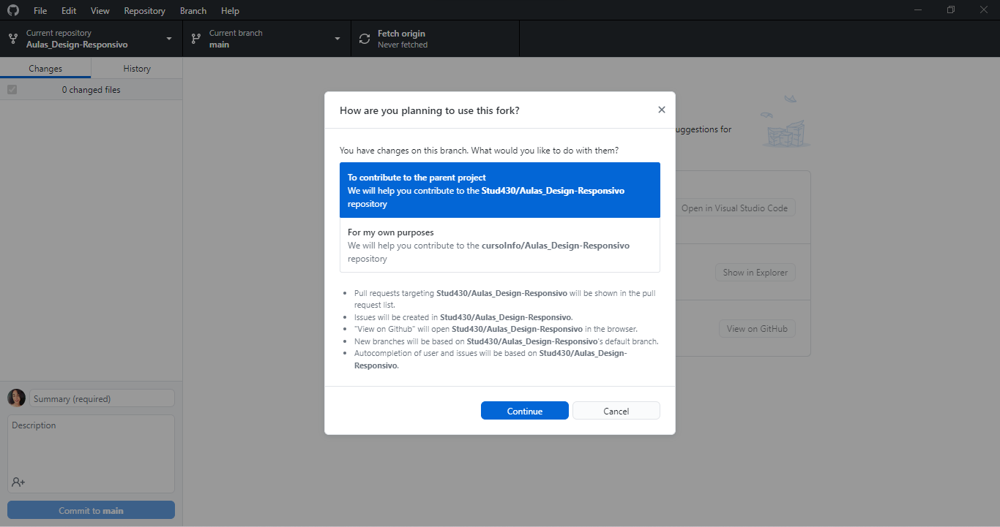 File Edit View Repository Branch Help
Current repository
Aulas_Design-Responsivo
Current branch
main
Fetch origin
Never fetched
Changes History
0 changed files
uggestions for
Open in Visual Studio Code
Show in Explorer
View on GitHub
How are you planning to use this fork?
You have changes on this branch. What would you like to do with them?
To contribute to the parent project
We will help you contribute to the Stud430/Aulas_Design-Responsivo
repository
For my own purposes
We will help you contribute to the cursoInfo/Aulas_Design-Responsivo
repository
• Pull requests targeting Stud430/Aulas_Design-Responsivo will be shown in the pull
request list.
• Issues will be created in Stud430/Aulas_Design-Responsivo.
• "View on Github" will open Stud430/Aulas_Design-Responsivo in the browser.
• New branches will be based on Stud430/Aulas_Design-Responsivo's default branch.
• Autocompletion of user and issues will be based on Stud430/Aulas_Design-
Responsivo.
Continue Cancel
Summary (required)
Description
Commit to main